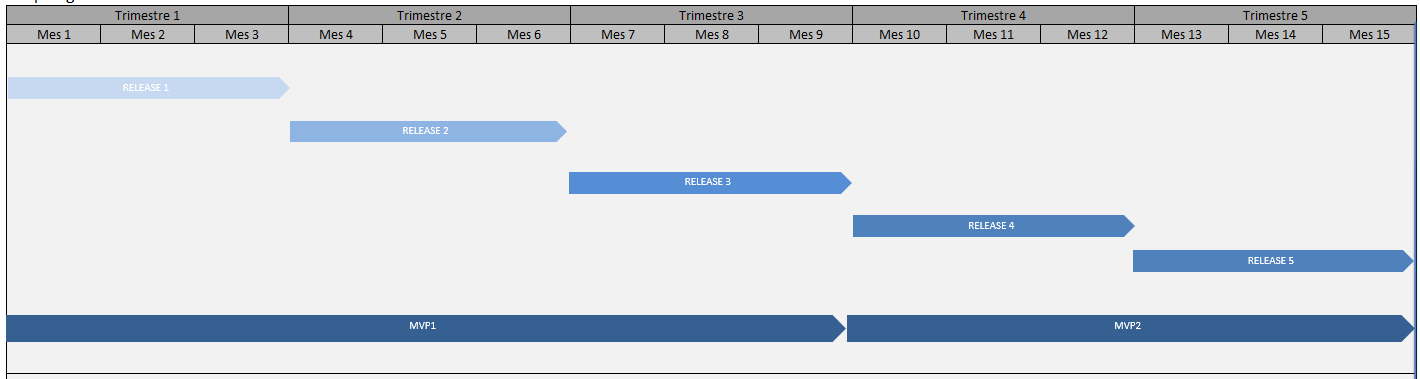 Trimestre 1 Trimestre 2 Trimestre 3 Trimestre 4 Trimestre 5
Mes 1 Mes 2 Mes 3 Mes 4 Mes 5 Mes 6 Mes 7 Mes 8 Mes 9 Mes 10 Mes 11 Mes 12 Mes 13 Mes 14 Mes 15
RELEASE 1
RELEASE 2
RELEASE 3
RELEASE 4
RELEASE 5
MVP1 MVP2